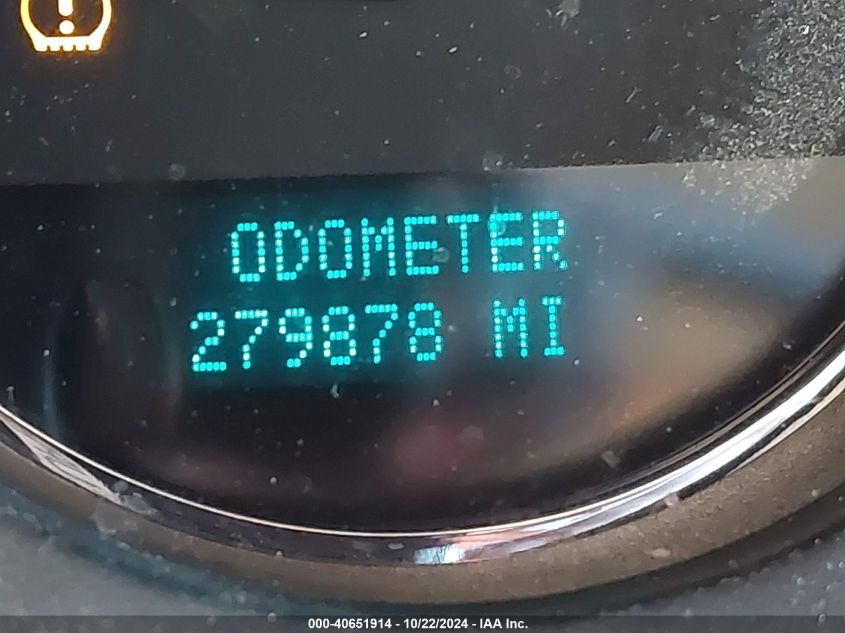 ODOMETER
279878 MI
000-40651914 - 10/22/2024 - IAA Inc.